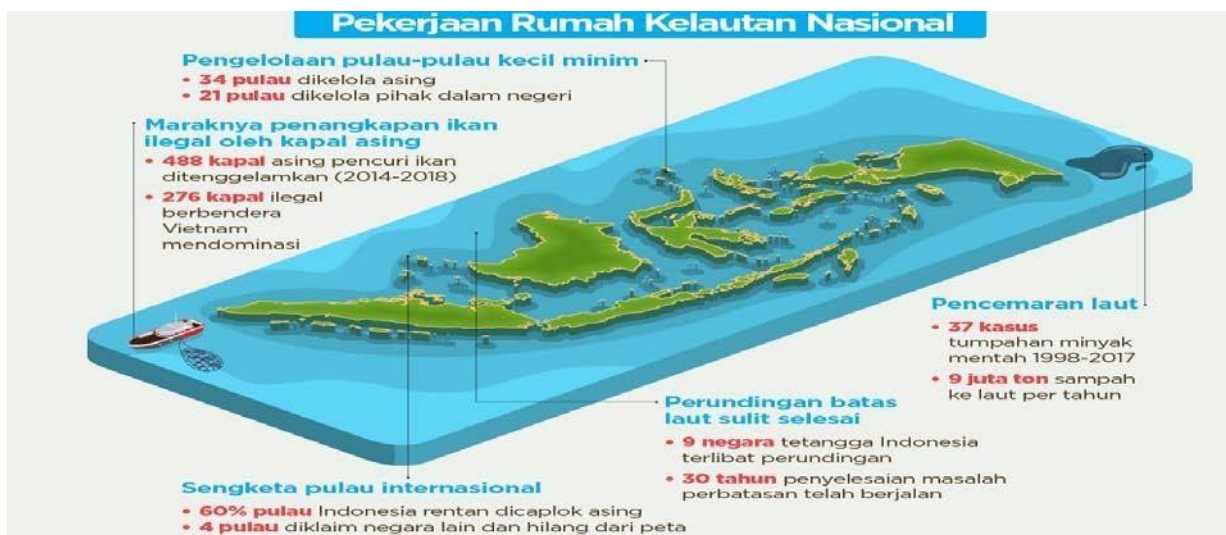 Pekerjaan Rumah Kelautan Nasional
Pengelolaan pulau-pulau kecil minim
• 34 pulau dikelola asing
• 21 pulau dikelola pihak dalam negeri
Maraknya penangkapan ikan
ilegal oleh kapal asing
• 488 kapal asing pencuri ikan
ditenggelamkan (2014-2018)
• 276 kapal ilegal
berbendera
Vietnam
mendominasi
Pencemaran laut
• 37 kasus
tumpahan minyak
mentah 1998-2017
• 9 juta ton sampah
ke laut per tahun
Perundingan batas
laut sulit selesai
• 9 negara tetangga Indonesia
terlibat perundingan
• 30 tahun penyelesaian masalah
perbatasan telah berjalan
Sengketa pulau internasional
• 60% pulau Indonesia rentan dicaplok asing
• 4 pulau diklaim negara lain dan hilang dari peta